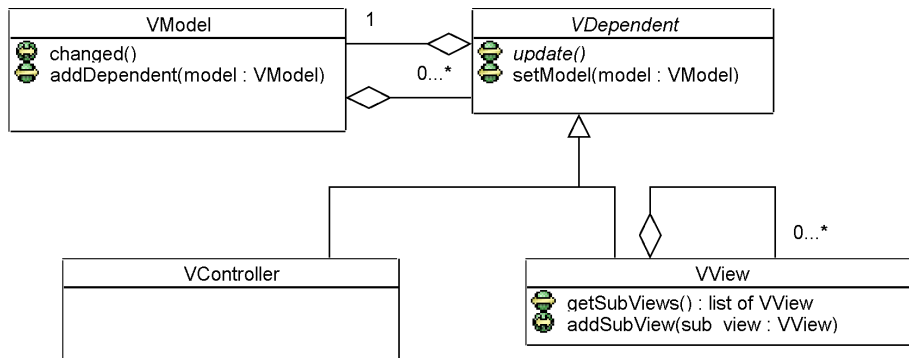 VModel
changed()
addDependent(model : VModel)
1
0...*
VDependent
update()
setModel(model : VModel)
VController
0...*
VView
getSubViews() : list of VView
addSubView(sub_view : VView)